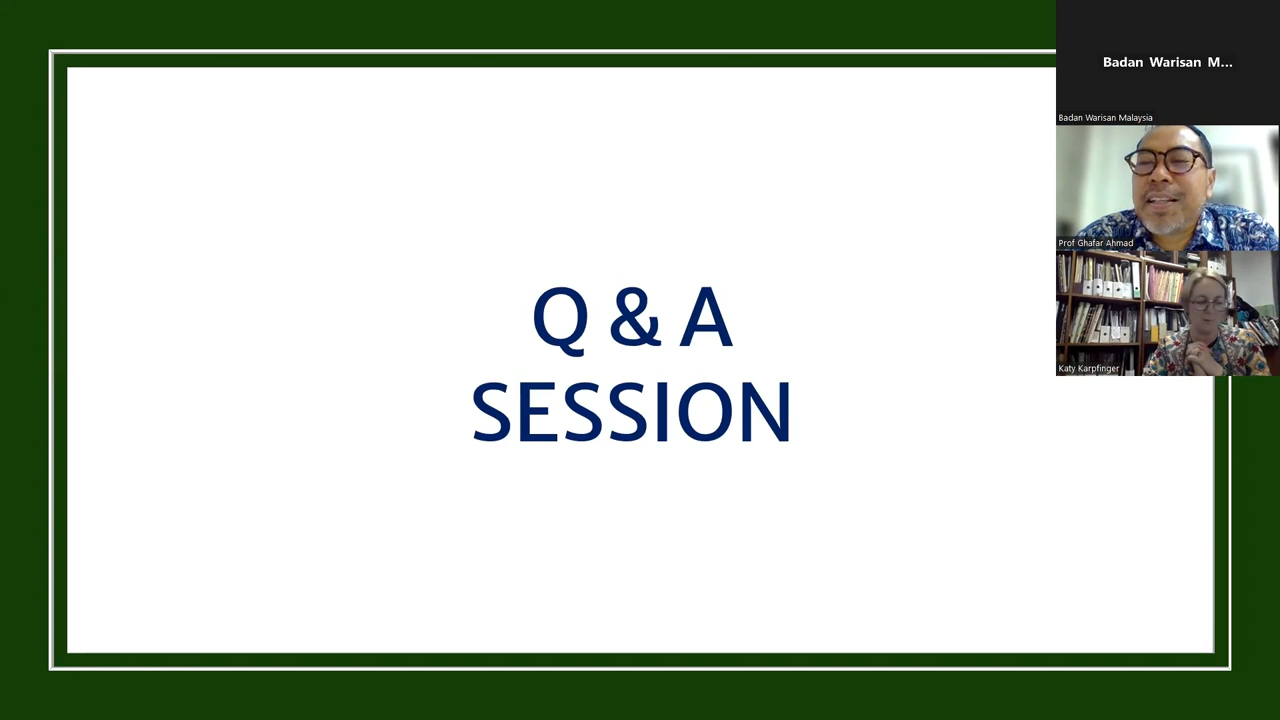 Q & A
SESSION
Badan Warisan M...
Badan Warisan Malaysia
Prof Ghafar Ahmad
Katy Karpfinger